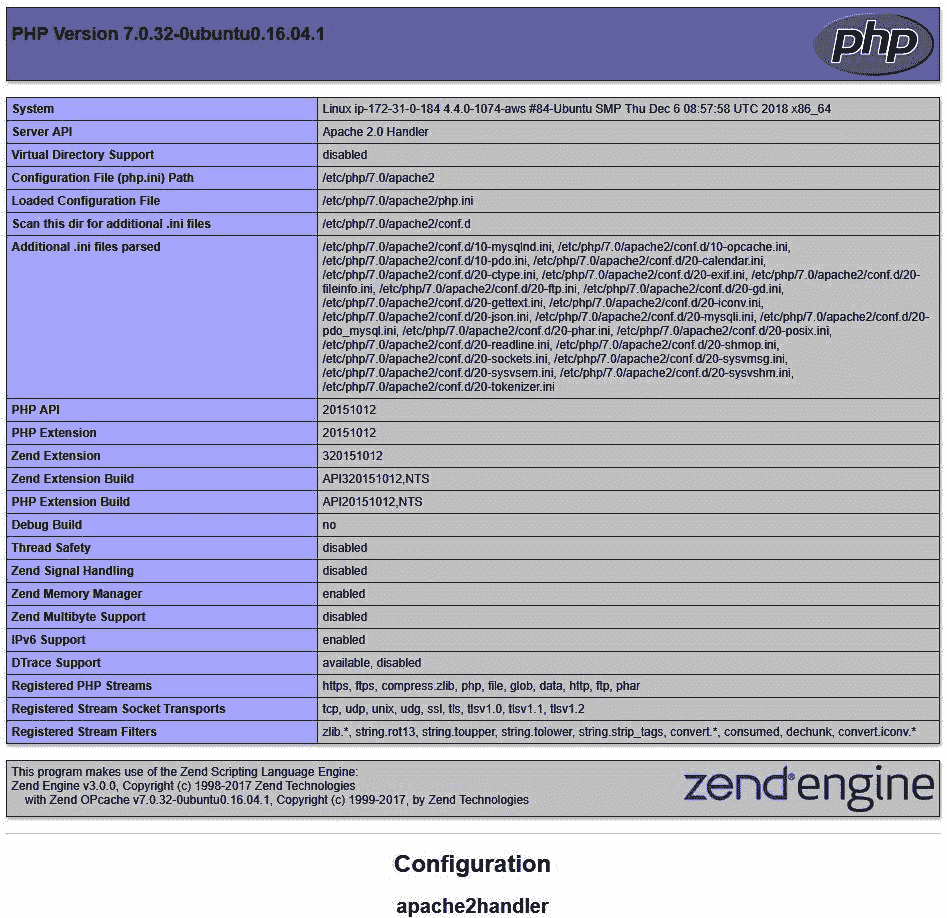 PHP Version 7.0.32-0ubuntu0.16.04.1
php
System Linux ip-172-31-0-184 4.4.0-1074-aws #84-Ubuntu SMP Thu Dec 6 08:57:58 UTC 2018 x86_64
Server API Apache 2.0 Handler
Virtual Directory Support disabled
Configuration File (php.ini) Path /etc/php/7.0/apache2
Loaded Configuration File /etc/php/7.0/apache2/php.ini
Scan this dir for additional .ini files /etc/php/7.0/apache2/conf.d
Additional .ini files parsed /etc/php/7.0/apache2/conf.d/10-mysqlnd.ini, /etc/php/7.0/apache2/conf.d/10-opcache.ini,
/etc/php/7.0/apache2/conf.d/10-pdo.ini, /etc/php/7.0/apache2/conf.d/20-calendar.ini,
/etc/php/7.0/apache2/conf.d/20-ctype.ini, /etc/php/7.0/apache2/conf.d/20-exif.ini, /etc/php/7.0/apache2/conf.d/20-
fileinfo.ini, /etc/php/7.0/apache2/conf.d/20-ftp.ini, /etc/php/7.0/apache2/conf.d/20-gd.ini,
/etc/php/7.0/apache2/conf.d/20-gettext.ini, /etc/php/7.0/apache2/conf.d/20-iconv.ini,
/etc/php/7.0/apache2/conf.d/20-json.ini, /etc/php/7.0/apache2/conf.d/20-mysqli.ini, /etc/php/7.0/apache2/conf.d/20-
pdo_mysql.ini, /etc/php/7.0/apache2/conf.d/20-phar.ini, /etc/php/7.0/apache2/conf.d/20-posix.ini,
/etc/php/7.0/apache2/conf.d/20-readline.ini, /etc/php/7.0/apache2/conf.d/20-shmop.ini,
/etc/php/7.0/apache2/conf.d/20-sockets.ini, /etc/php/7.0/apache2/conf.d/20-sysvmsg.ini,
/etc/php/7.0/apache2/conf.d/20-sysvsem.ini, /etc/php/7.0/apache2/conf.d/20-sysvshm.ini,
/etc/php/7.0/apache2/conf.d/20-tokenizer.ini
PHP API 20151012
PHP Extension 20151012
Zend Extension 320151012
Zend Extension Build API320151012,NTS
PHP Extension Build API20151012,NTS
Debug Build no
Thread Safety disabled
Zend Signal Handling disabled
Zend Memory Manager enabled
Zend Multibyte Support disabled
IPv6 Support enabled
DTrace Support available, disabled
Registered PHP Streams https, ftps, compress.zlib, php, file, glob, data, http, ftp, phar
Registered Stream Socket Transports tcp, udp, unix, udg, ssl, tls, tlsv1.0, tlsv1.1, tlsv1.2
Registered Stream Filters zlib.*, string.rot13, string.toupper, string.tolower, string.strip_tags, convert.*, consumed, dechunk, convert.iconv.*
This program makes use of the Zend Scripting Language Engine:
Zend Engine v3.0.0, Copyright (c) 1998-2017 Zend Technologies
with Zend OPcache v7.0.32-0ubuntu0.16.04.1, Copyright (c) 1999-2017, by Zend Technologies
zend®engine
Configuration
apache2handler